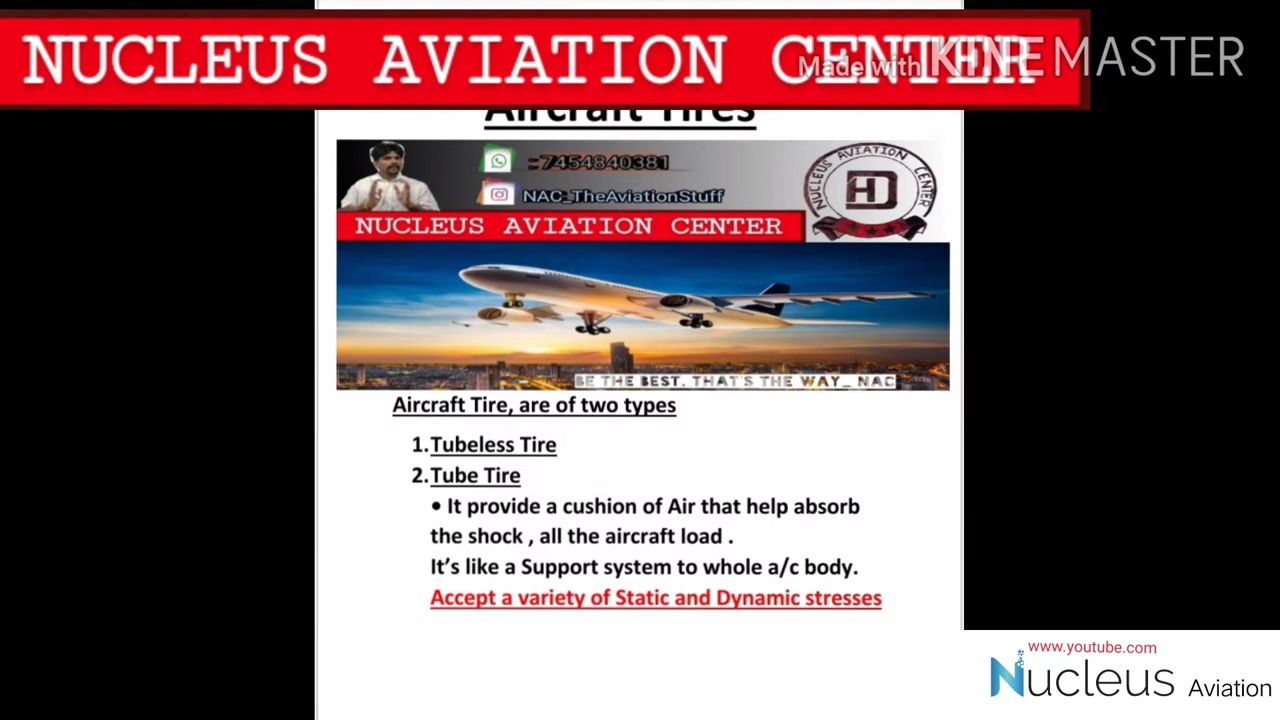 NUCLEUS AVIATION CENTER
Made with KINEMASTER
Aircraft Tires
NUCLEUS AVIATION CENTER
HD
:-7454840381
NAC_TheAviationStuff
NUCLEUS AVIATION CENTER
BE THE BEST, THAT'S THE WAY_ NAC
Aircraft Tire, are of two types
1.Tubeless Tire
2.Tube Tire
• It provide a cushion of Air that help absorb
the shock , all the aircraft load .
It's like a Support system to whole a/c body.
Accept a variety of Static and Dynamic stresses
www.youtube.com
Nucleus Aviation